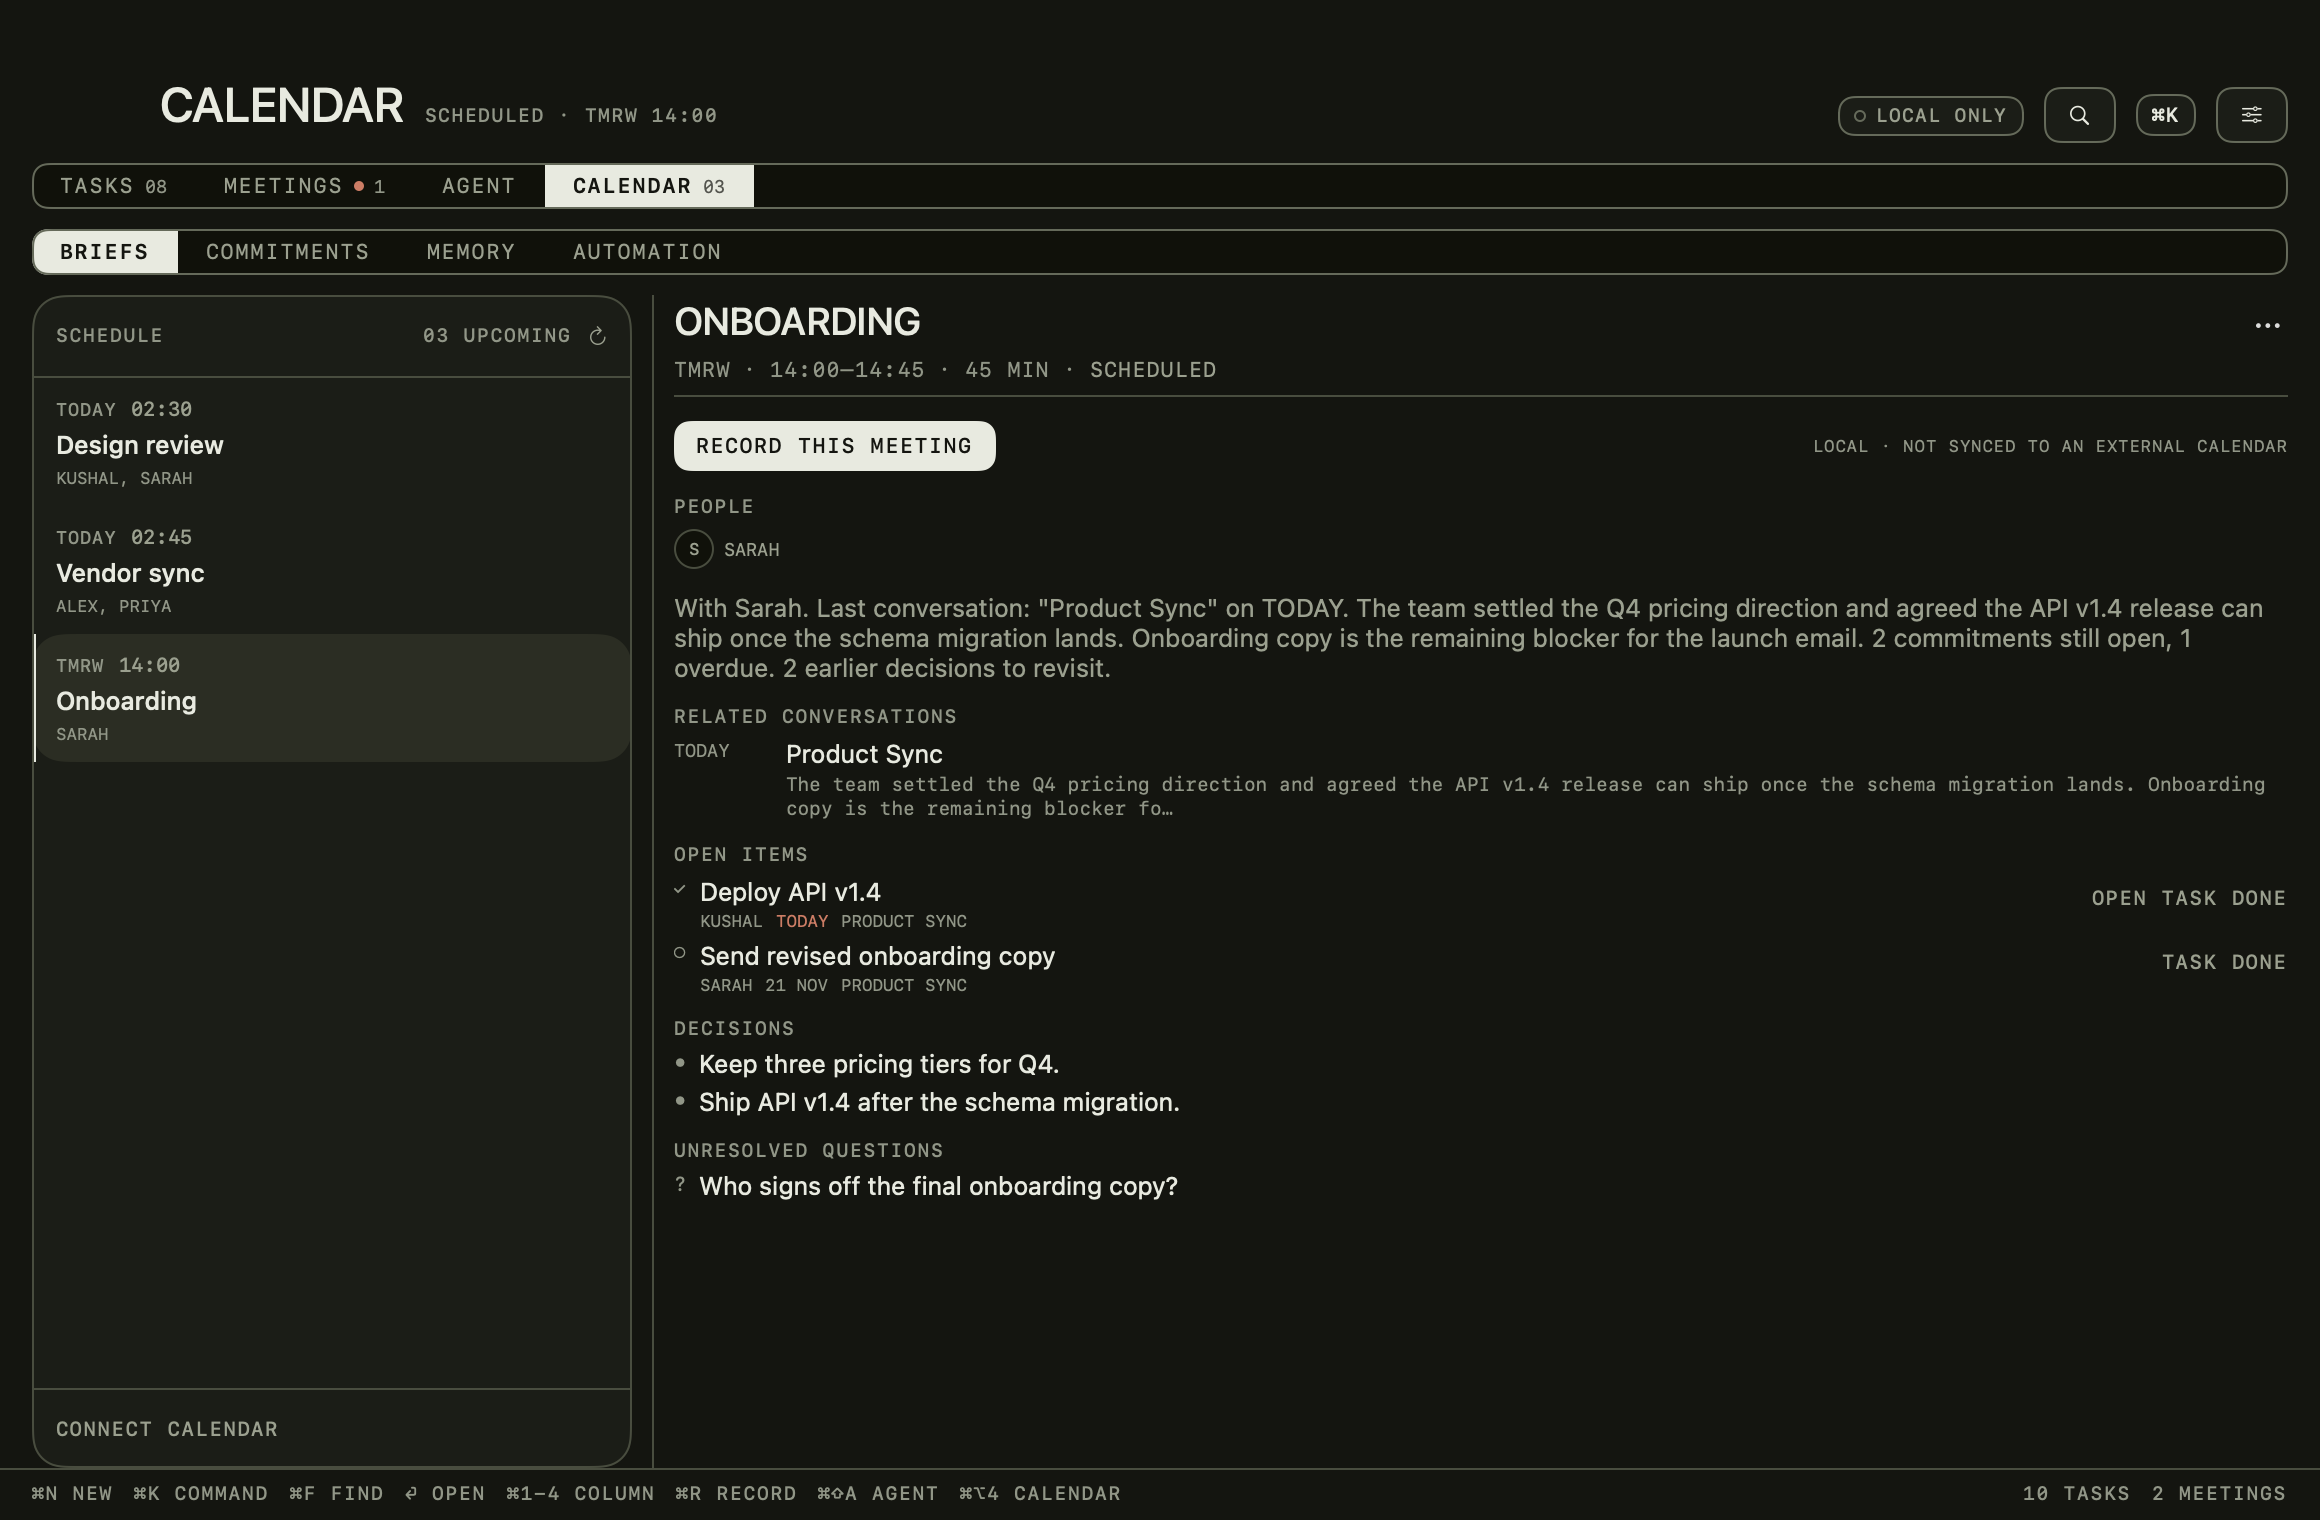 CALENDAR SCHEDULED · TMRW 14:00
LOCAL ONLY
⌘K
TASKS 08 MEETINGS 1 AGENT CALENDAR 03
BRIEFS COMMITMENTS MEMORY AUTOMATION
SCHEDULE 03 UPCOMING
TODAY 02:30
Design review
KUSHAL, SARAH
TODAY 02:45
Vendor sync
ALEX, PRIYA
TMRW 14:00
Onboarding
SARAH
CONNECT CALENDAR
ONBOARDING
TMRW · 14:00—14:45 · 45 MIN · SCHEDULED
RECORD THIS MEETING
LOCAL · NOT SYNCED TO AN EXTERNAL CALENDAR
PEOPLE
S SARAH
With Sarah. Last conversation: "Product Sync" on TODAY. The team settled the Q4 pricing direction and agreed the API v1.4 release can
ship once the schema migration lands. Onboarding copy is the remaining blocker for the launch email. 2 commitments still open, 1
overdue. 2 earlier decisions to revisit.
RELATED CONVERSATIONS
TODAY Product Sync
The team settled the Q4 pricing direction and agreed the API v1.4 release can ship once the schema migration lands. Onboarding
copy is the remaining blocker fo…
OPEN ITEMS
Deploy API v1.4
KUSHAL TODAY PRODUCT SYNC
OPEN TASK DONE
Send revised onboarding copy
SARAH 21 NOV PRODUCT SYNC
TASK DONE
DECISIONS
• Keep three pricing tiers for Q4.
• Ship API v1.4 after the schema migration.
UNRESOLVED QUESTIONS
? Who signs off the final onboarding copy?
⌘N NEW ⌘K COMMAND ⌘F FIND ⏎ OPEN ⌘1—4 COLUMN ⌘R RECORD ⌘⇧A AGENT ⌘⌥4 CALENDAR
10 TASKS 2 MEETINGS